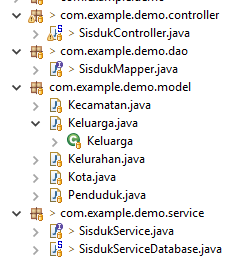 > com.example.demo.controller
> SisdukController.java
> com.example.demo.dao
> SisdukMapper.java
com.example.demo.model
Kecamatan.java
Keluarga.java
Keluarga
Kelurahan.java
Kota.java
Penduduk.java
> com.example.demo.service
> SisdukService.java
> SisdukServiceDatabase.java